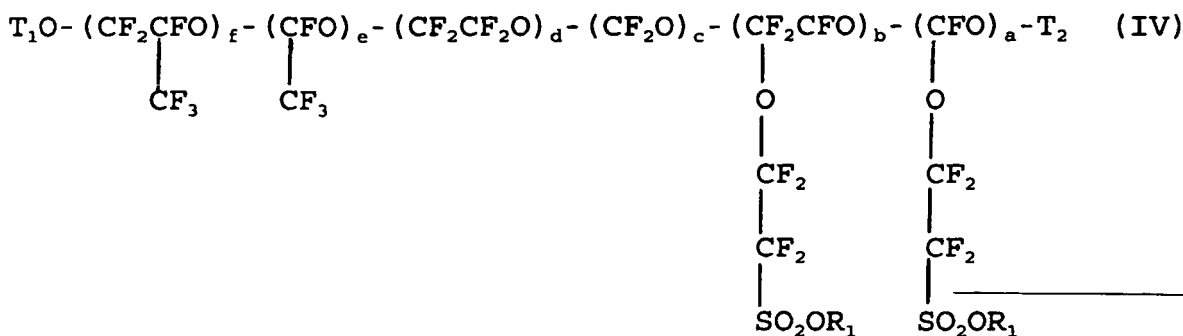 T₁O-(CF₂CFO)f-(CFO)e-(CF₂CF₂O)d-(CF₂O)c-(CF₂CFO)b-(CFO)a-T₂ (IV)
CF₃ CF₃ O O
CF₂ CF₂
CF₂ CF₂
SO₂OR₁ SO₂OR₁